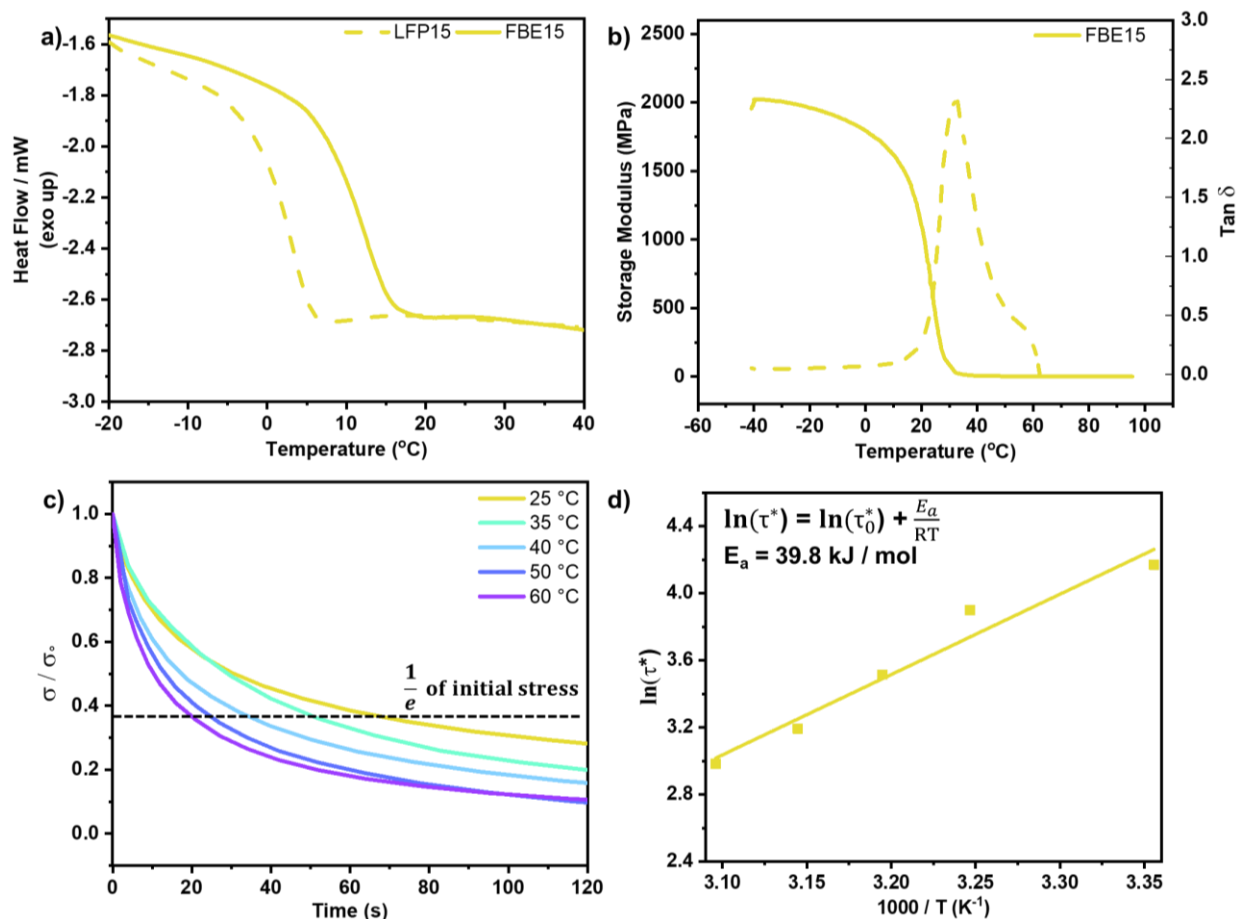 a)
LFP15 FBE15
Heat Flow / mW
(exo up)
-1.6
-1.8
-2.0
-2.2
-2.4
-2.6
-2.8
-3.0
-20 -10 0 10 20 30 40
Temperature (°C)
b)
FBE15
Storage Modulus (MPa)
2500
2000
1500
1000
500
0
3.0
2.5
2.0
1.5
1.0
0.5
0.0
Tan δ
-60 -40 -20 0 20 40 60 80 100
Temperature (°C)
c)
25 °C
35 °C
40 °C
50 °C
60 °C
σ / σ°
1.0
0.8
0.6
0.4
0.2
0.0
1/e of initial stress
0 20 40 60 80 100 120
Time (s)
d)
ln(τ*) = ln(τ₀*) + Eₐ/RT
Eₐ = 39.8 kJ / mol
ln(τ*)
4.4
4.0
3.6
3.2
2.8
2.4
3.10 3.15 3.20 3.25 3.30 3.35
1000 / T (K⁻¹)